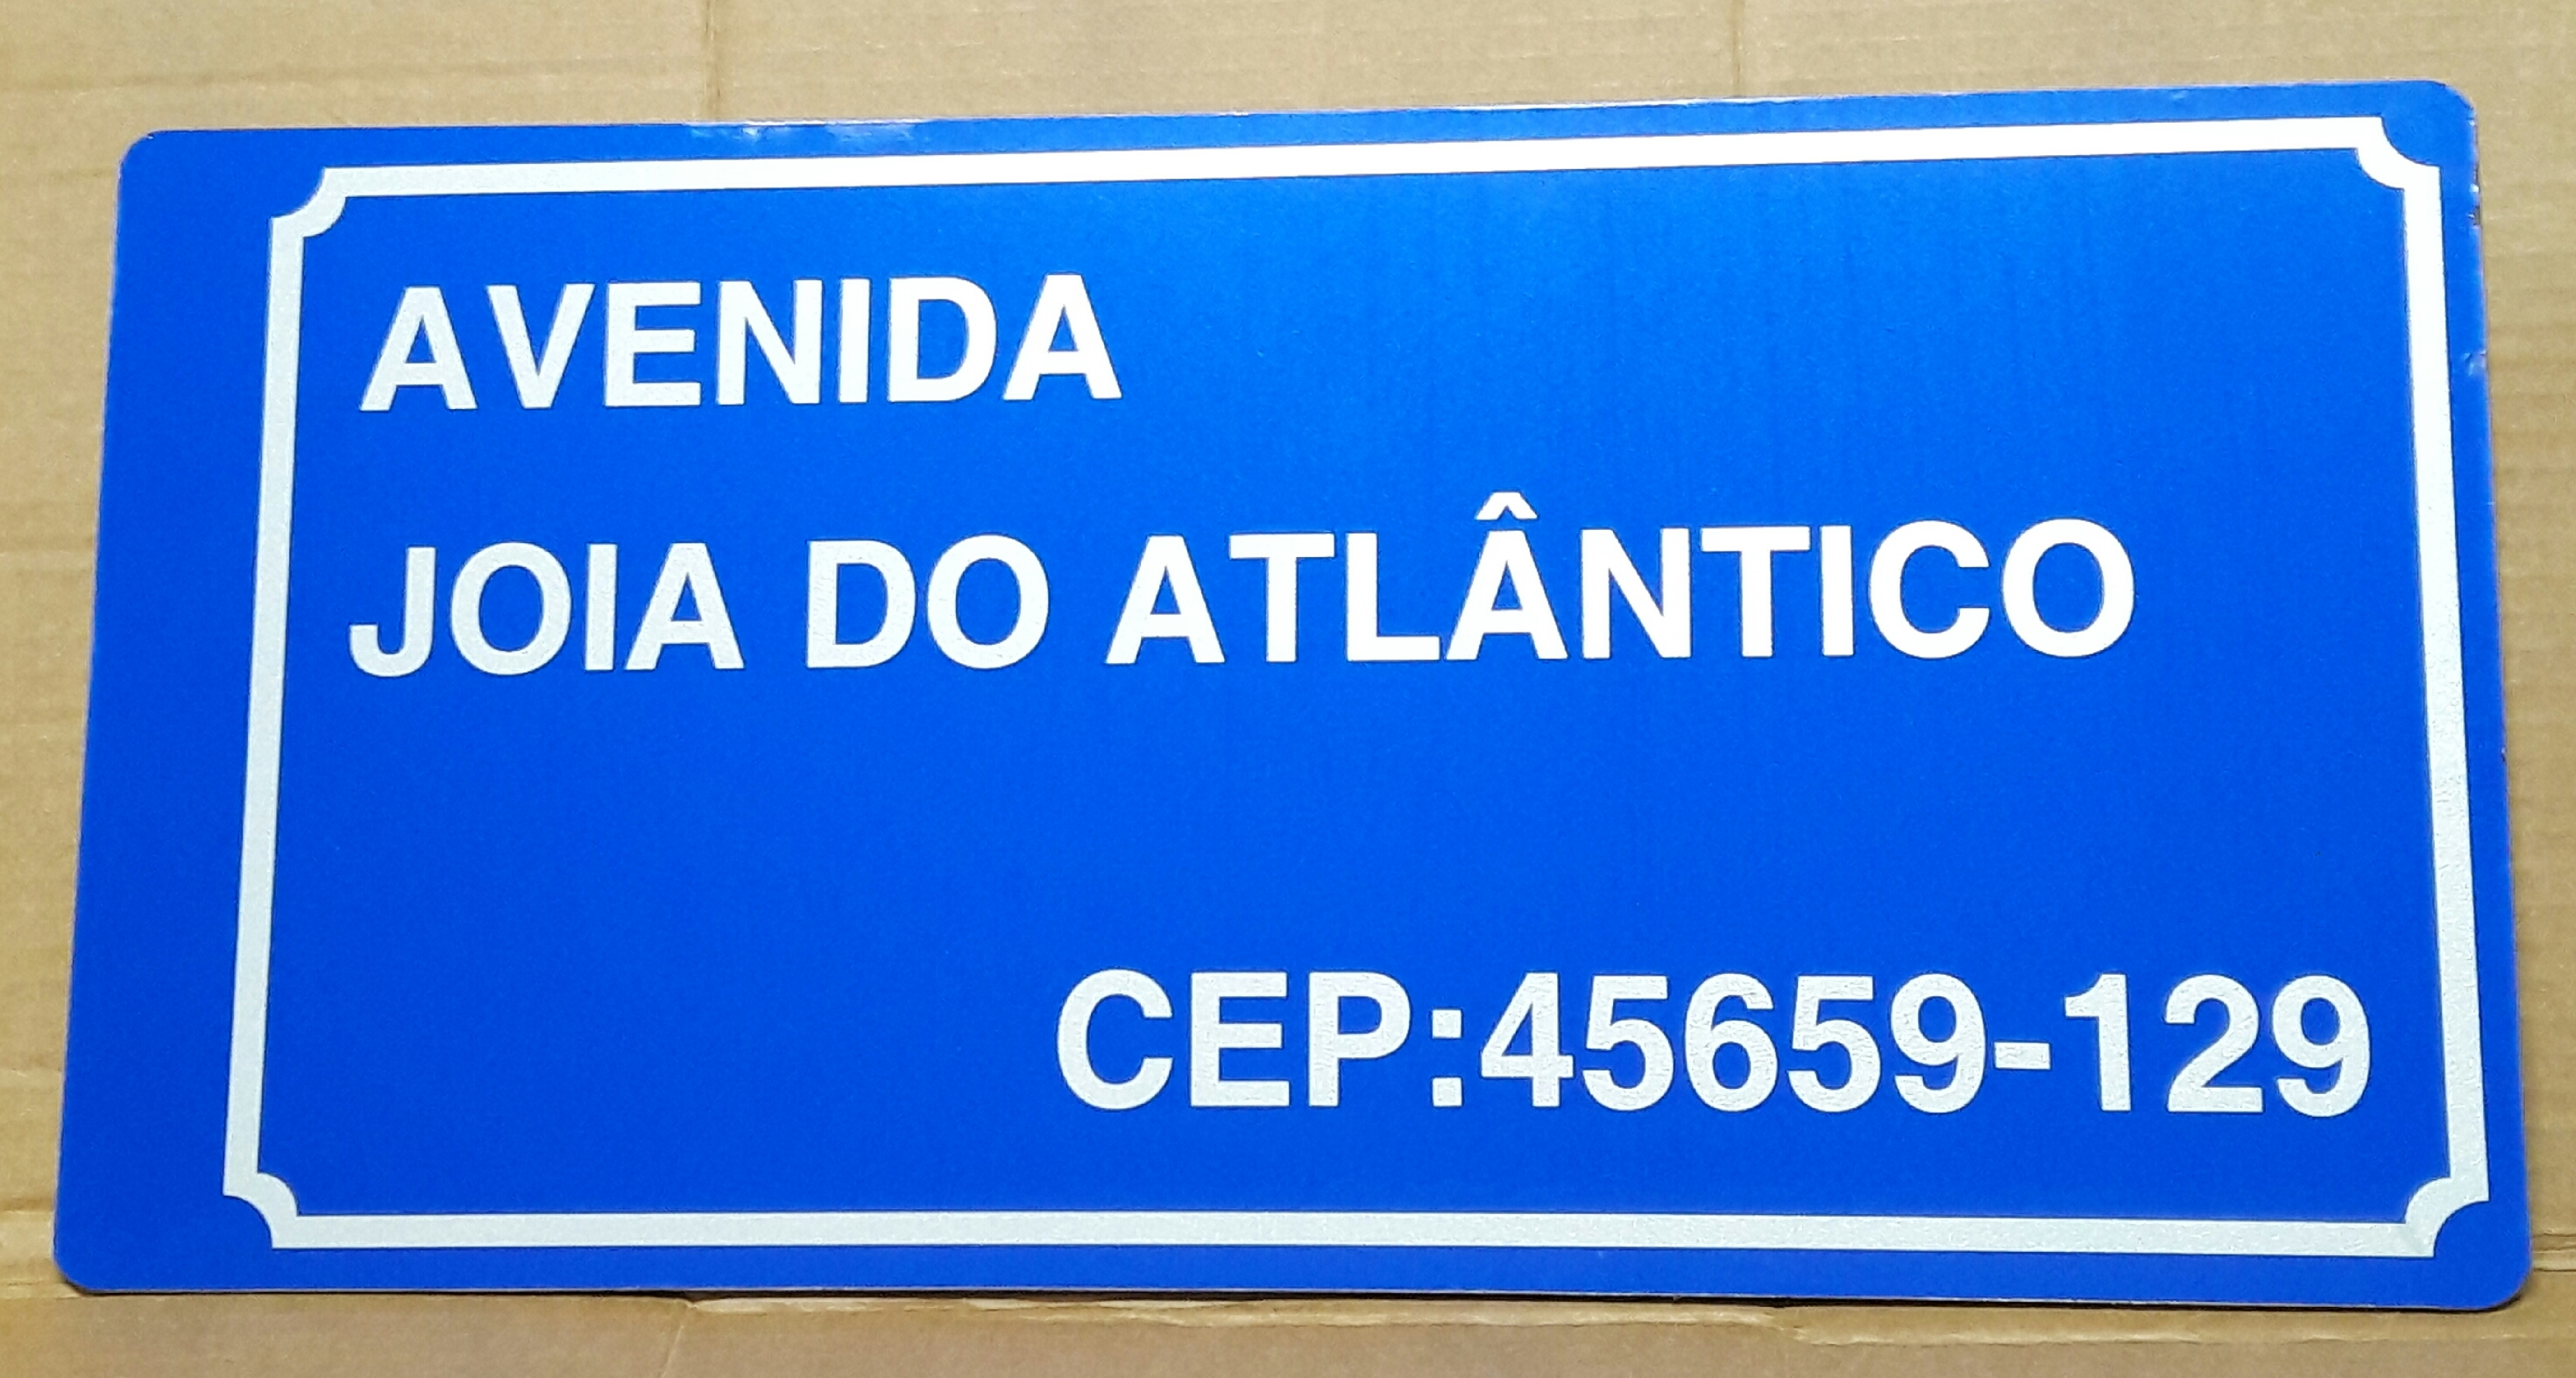 AVENIDA
JOIA DO ATLÂNTICO
CEP:45659-129